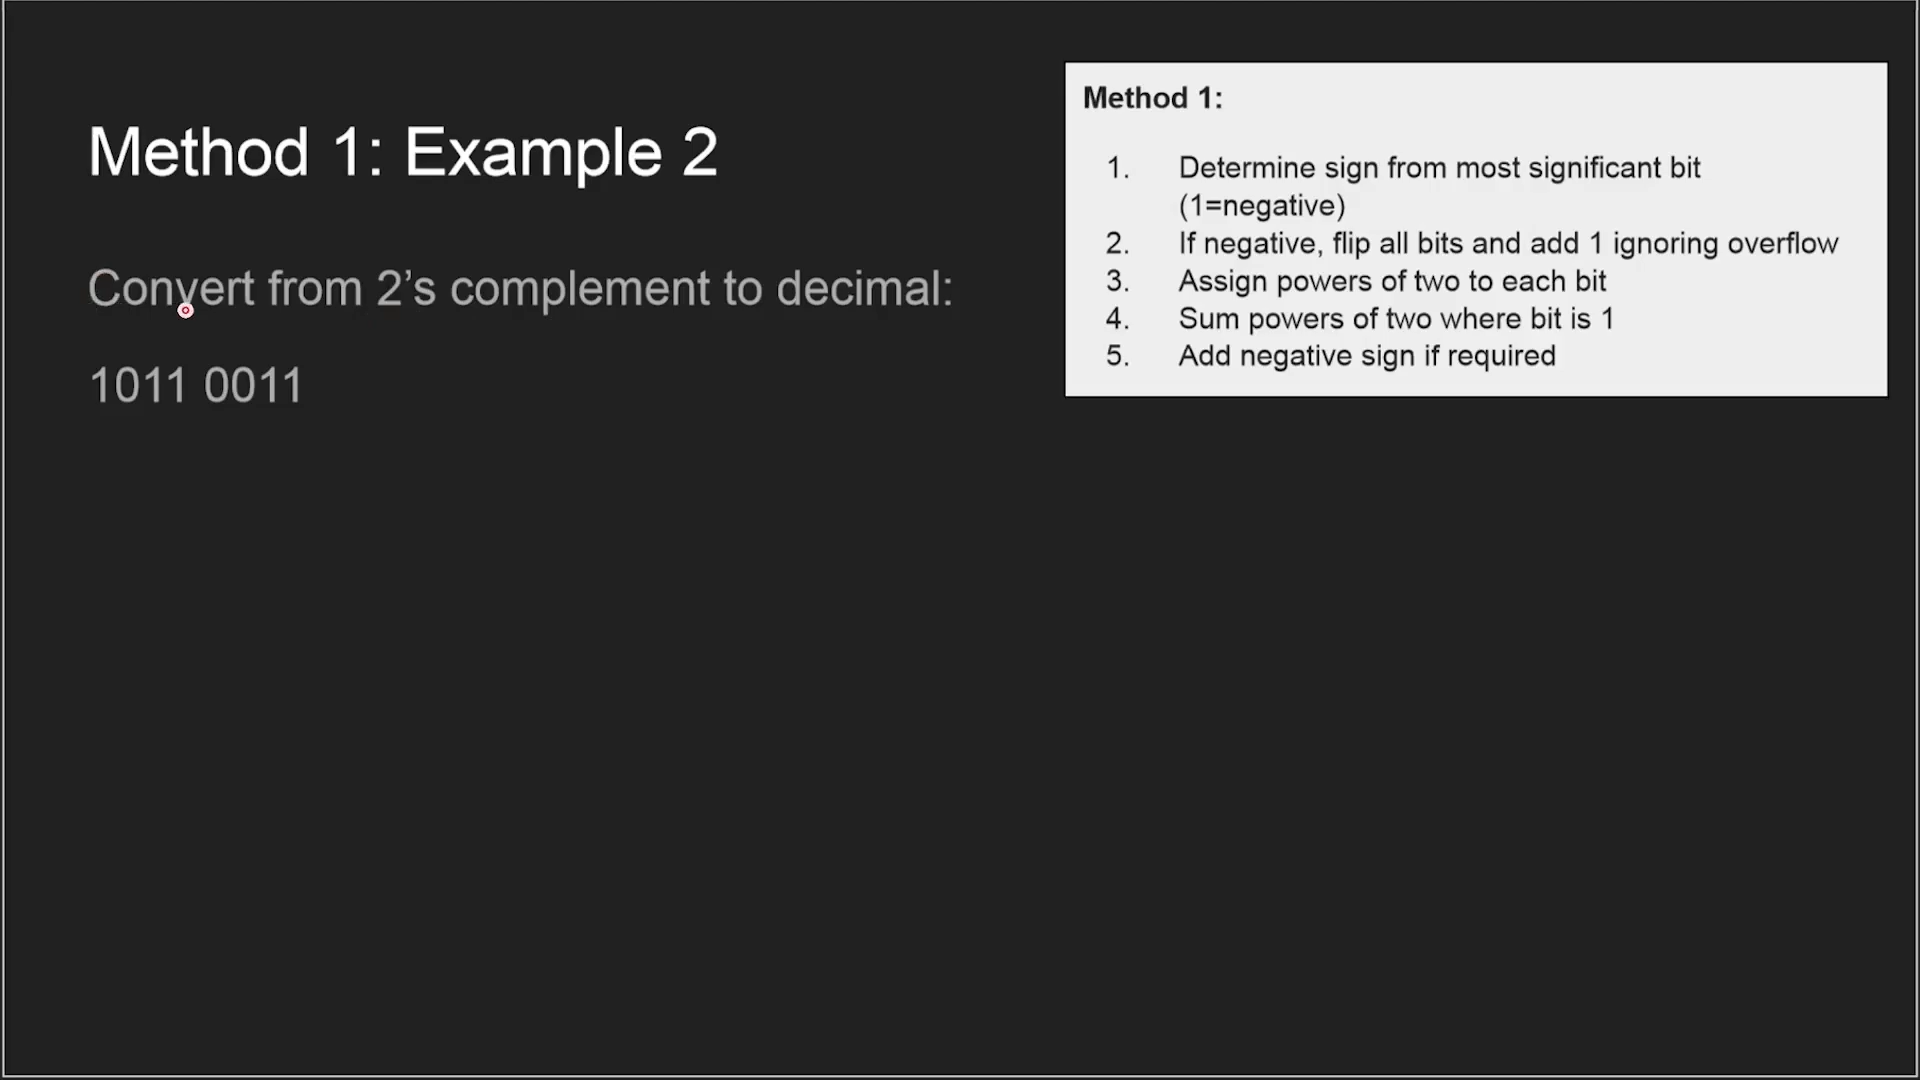 Method 1: Example 2
Convert from 2’s complement to decimal:
1011 0011
Method 1:
1. Determine sign from most significant bit
(1=negative)
2. If negative, flip all bits and add 1 ignoring overflow
3. Assign powers of two to each bit
4. Sum powers of two where bit is 1
5. Add negative sign if required